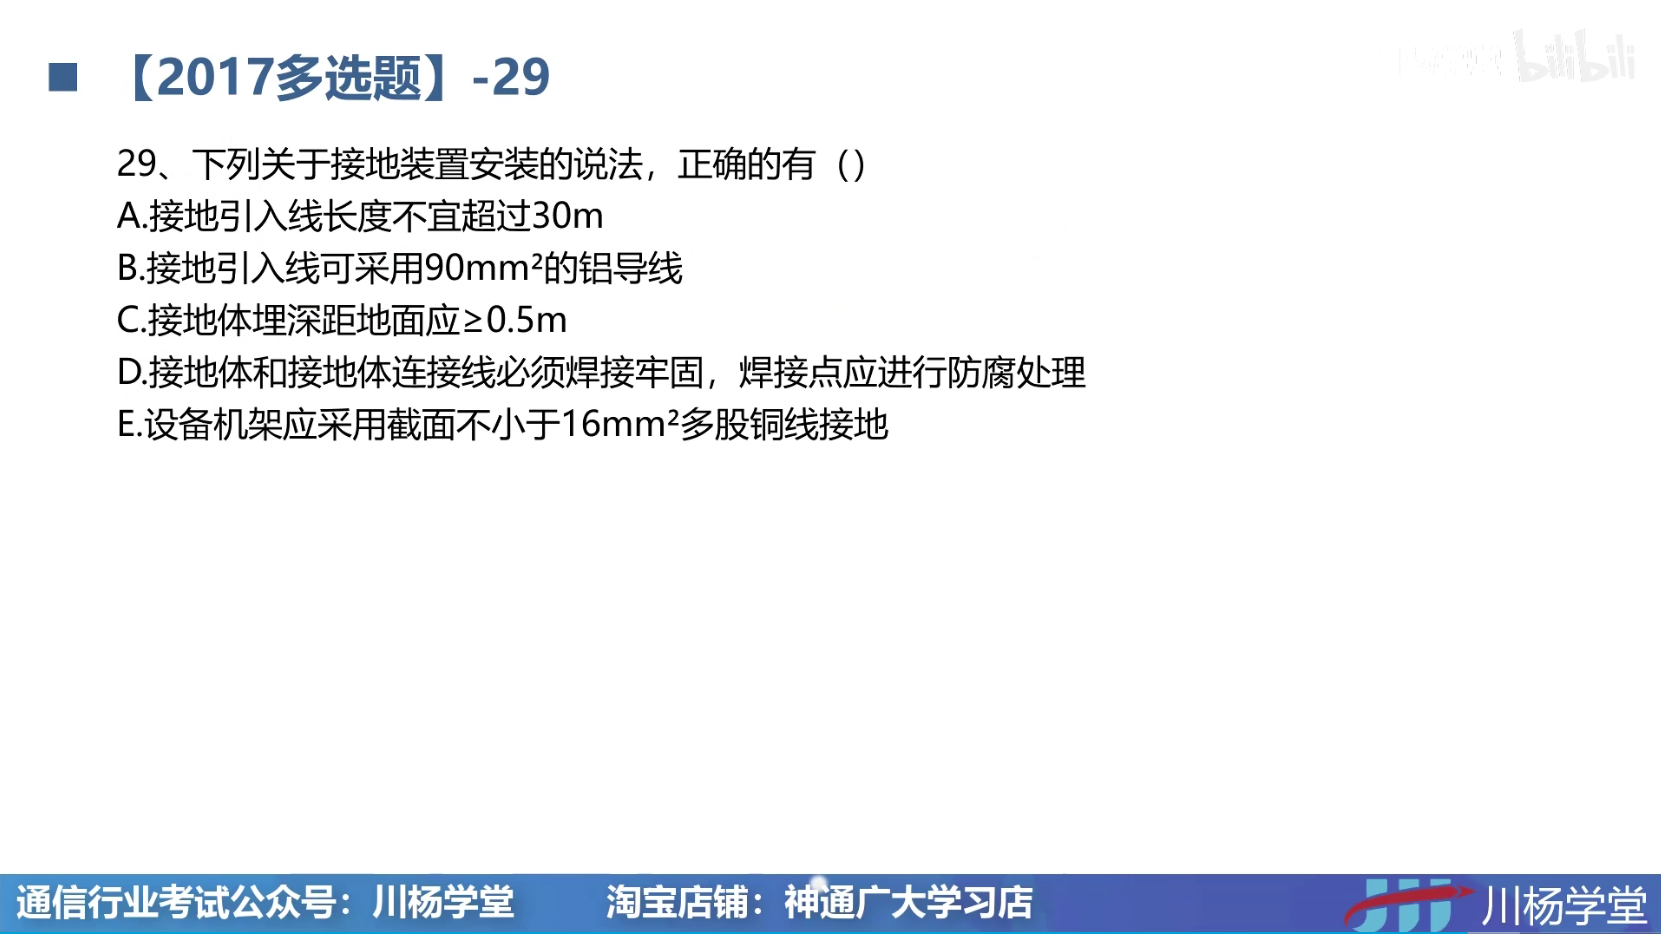 【2017多选题】-29
bilibili
29、下列关于接地装置安装的说法，正确的有（）
A.接地引入线长度不宜超过30m
B.接地引入线可采用90mm²的铝导线
C.接地体埋深距地面应≥0.5m
D.接地体和接地体连接线必须焊接牢固，焊接点应进行防腐处理
E.设备机架应采用截面不小于16mm²多股铜线接地
通信行业考试公众号：川杨学堂 淘宝店铺：神通广大学习店 川杨学堂